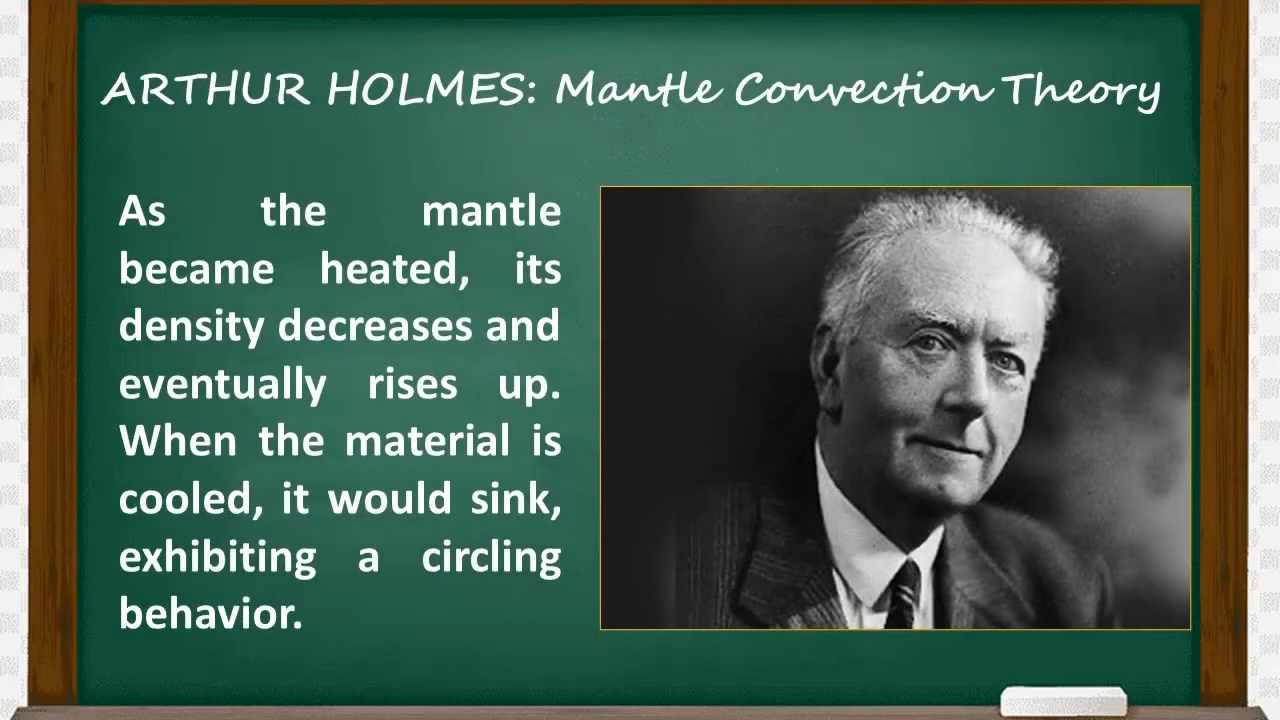 ARTHUR HOLMES: Mantle Convection Theory
As the mantle
became heated, its
density decreases and
eventually rises up.
When the material is
cooled, it would sink,
exhibiting a circling
behavior.